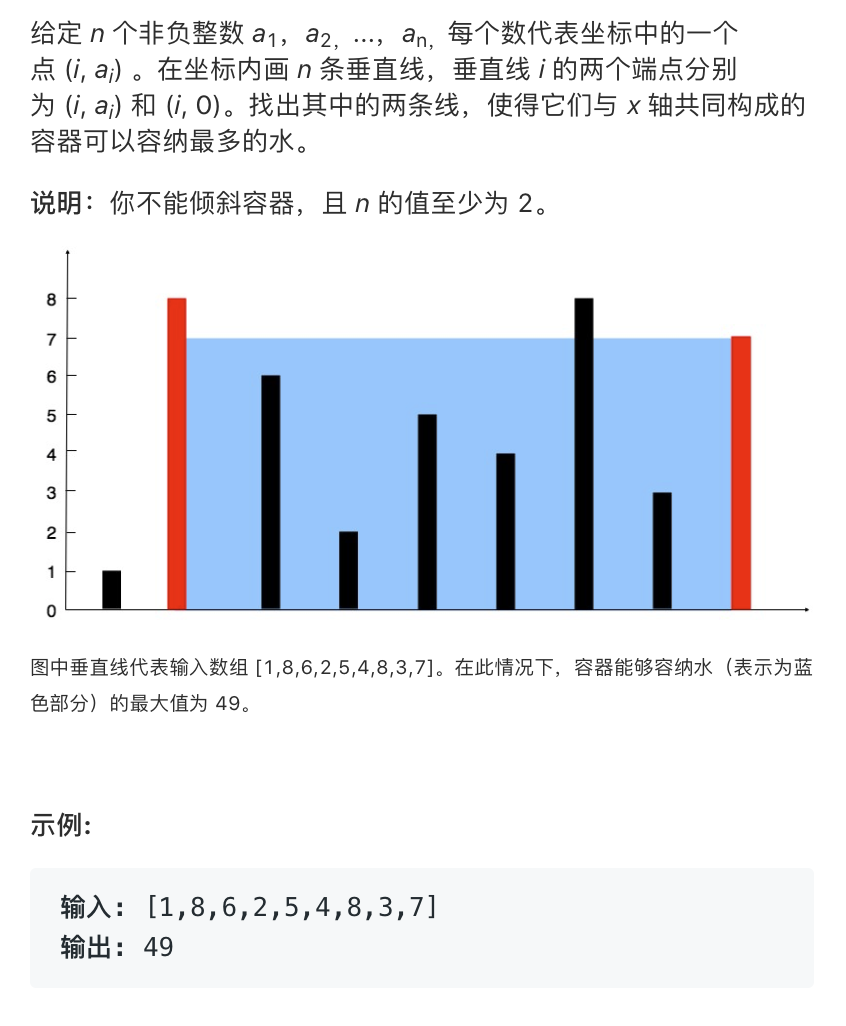 给定 n 个非负整数 a1，a2，...，an，每个数代表坐标中的一个
点 (i, ai) 。在坐标内画 n 条垂直线，垂直线 i 的两个端点分别
为 (i, ai) 和 (i, 0)。找出其中的两条线，使得它们与 x 轴共同构成的
容器可以容纳最多的水。
说明：你不能倾斜容器，且 n 的值至少为 2。
8
7
6
5
4
3
2
1
0
图中垂直线代表输入数组 [1,8,6,2,5,4,8,3,7]。在此情况下，容器能够容纳水（表示为蓝
色部分）的最大值为 49。
示例:
输入: [1,8,6,2,5,4,8,3,7]
输出: 49